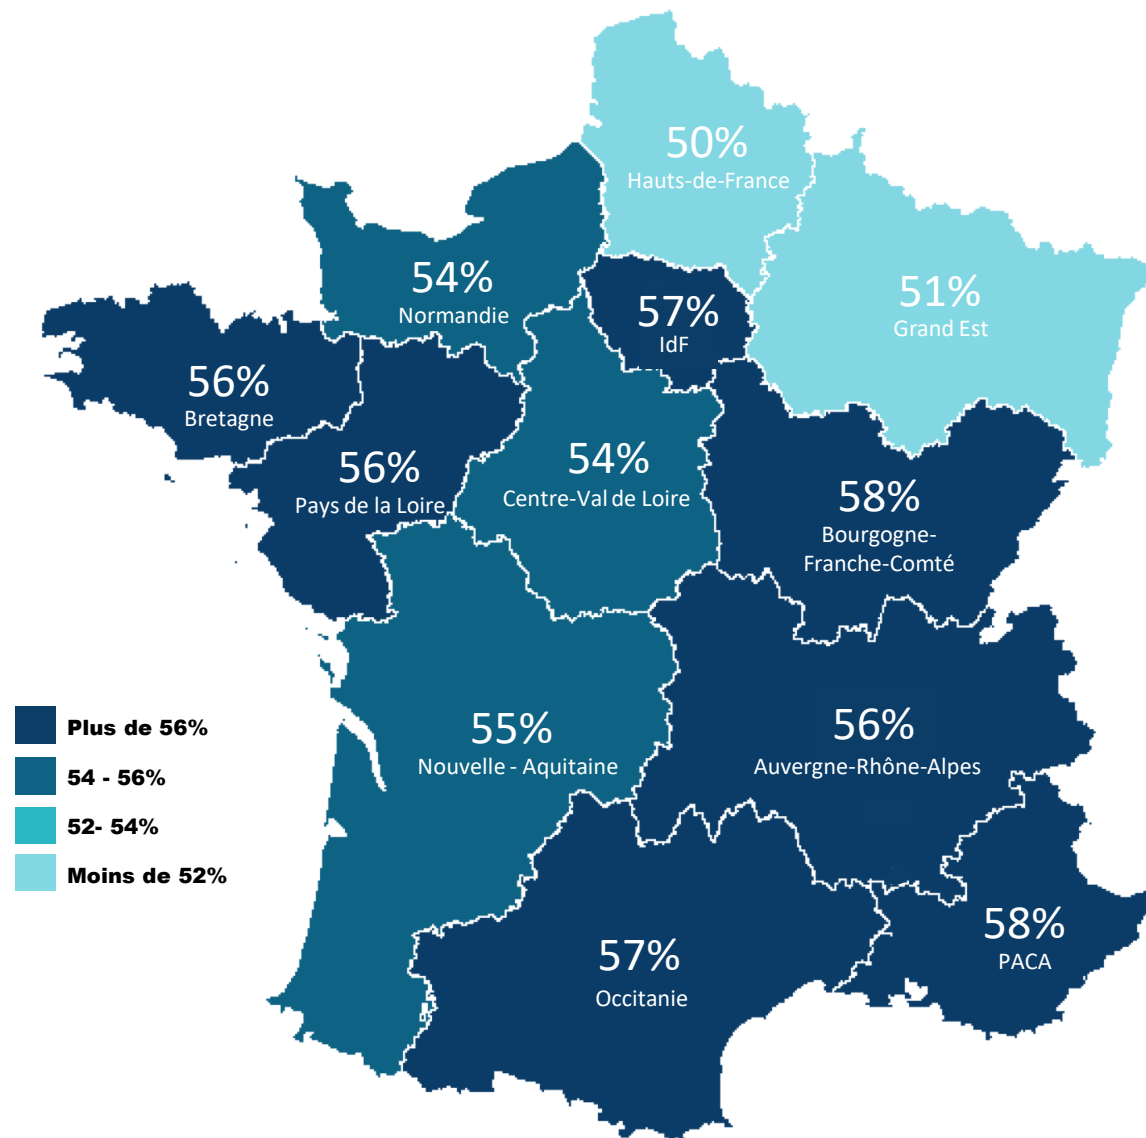 50%
Hauts-de-France
54%
Normandie
57%
IdF
51%
Grand Est
56%
Bretagne
56%
Pays de la Loire
54%
Centre-Val de Loire
58%
Bourgogne-
Franche-Comté
55%
Nouvelle - Aquitaine
56%
Auvergne-Rhône-Alpes
57%
Occitanie
58%
PACA
Plus de 56%
54 - 56%
52- 54%
Moins de 52%